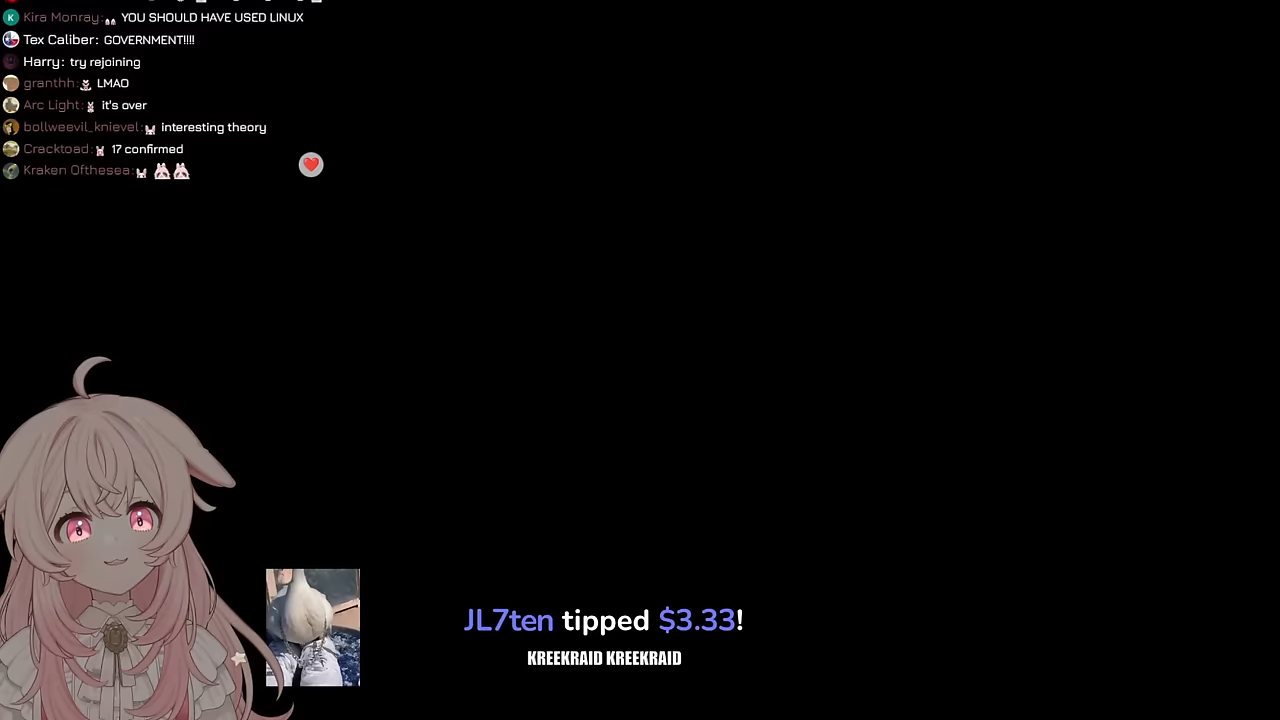 K Kira Monray: YOU SHOULD HAVE USED LINUX
Tex Caliber: GOVERNMENT!!!!
Harry: try rejoining
granthh: LMAO
Arc Light: it's over
bollweevil_knievel: interesting theory
Cracktoad: 17 confirmed
Kraken Ofthesea:
JL7ten tipped $3.33!
KREEKRAID KREEKRAID